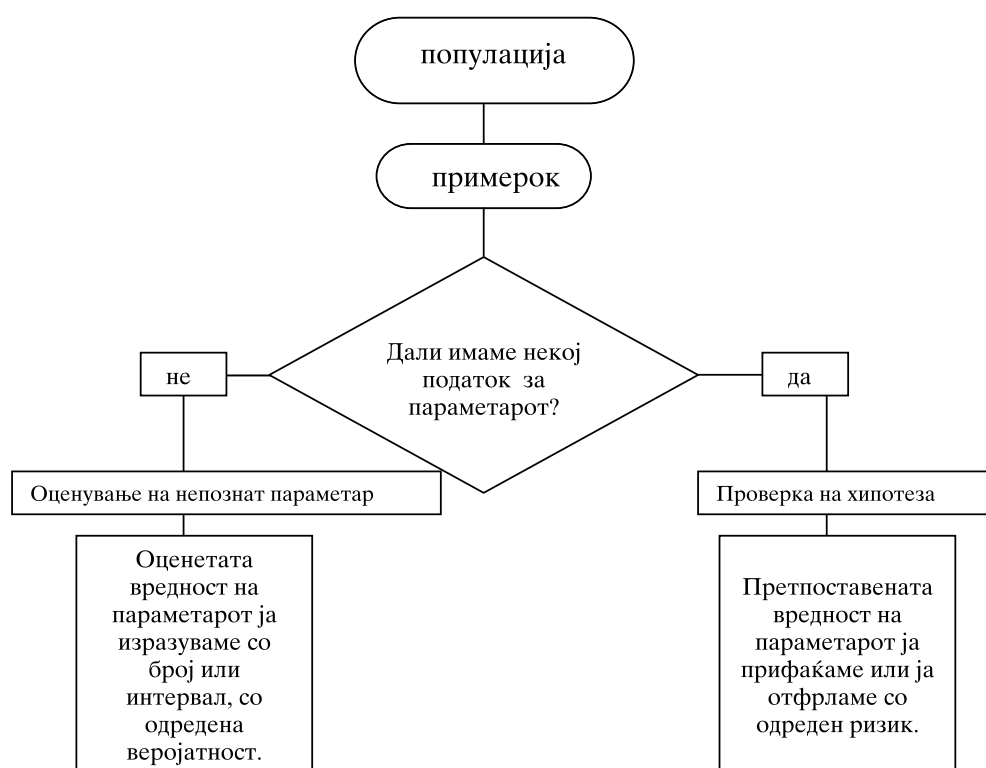 популација
примерок
Дали имаме некој
податок за
параметарот?
не
да
Оценување на непознат параметар
Проверка на хипотеза
Оценетата
вредност на
параметарот ја
изразуваме со
број или
интервал, со
одредена
веројатност.
Претпоставената
вредност на
параметарот ја
прифаќаме или ја
отфрламе со
одреден ризик.